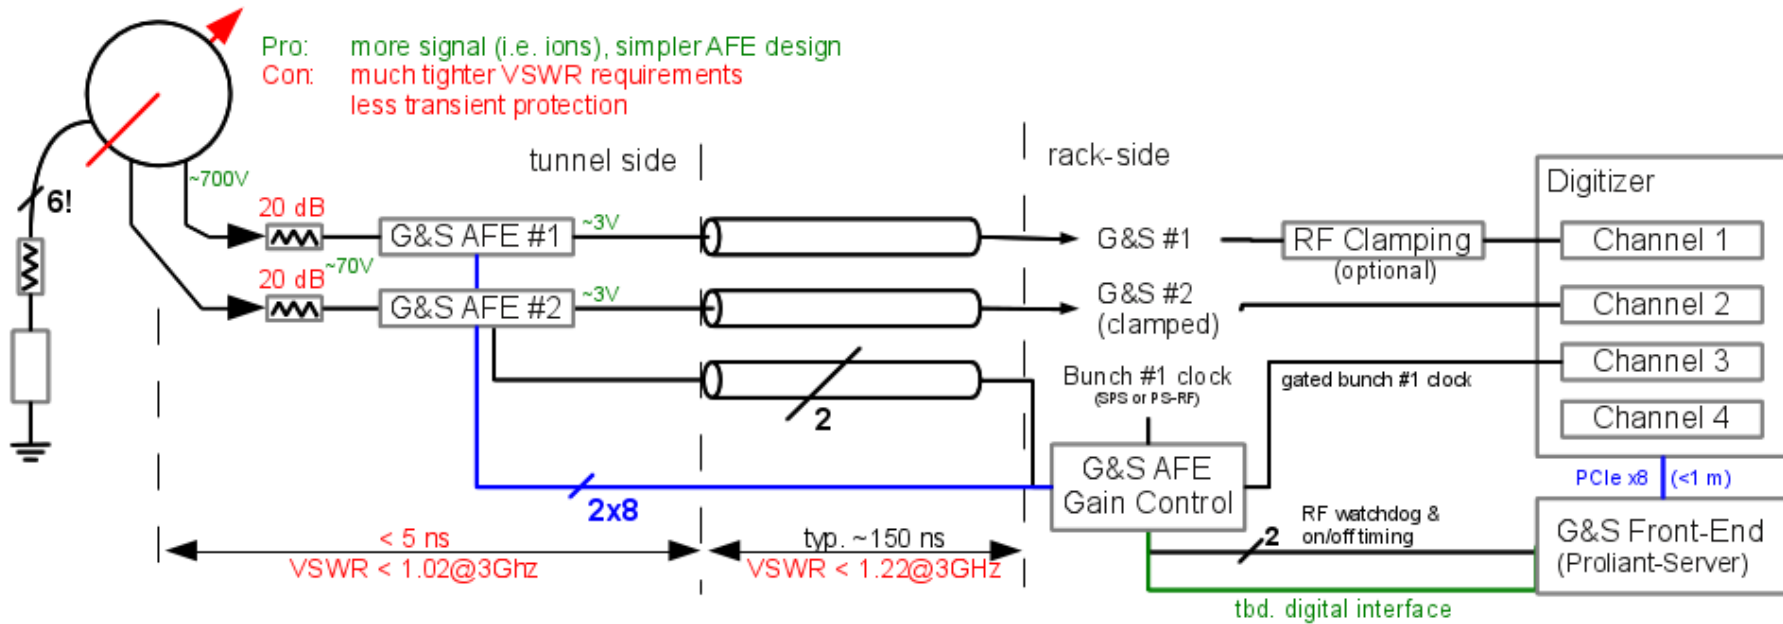 Pro: more signal (i.e. ions), simpler AFE design
Con: much tighter VSWR requirements
less transient protection
tunnel side
rack-side
Digitizer
~700V
6!
20 dB
G&S AFE #1
~3V
G&S #1
RF Clamping
(optional)
Channel 1
~70V
20 dB
G&S AFE #2
~3V
G&S #2
(clamped)
Channel 2
Channel 3
Channel 4
2
Bunch #1 clock
(SPS or PS-RF)
gated bunch #1 clock
G&S AFE
Gain Control
PCIe x8 (<1 m)
2x8
RF watchdog &
on/off timing
2
G&S Front-End
(Proliant-Server)
< 5 ns
VSWR < 1.02@3Ghz
typ. ~150 ns
VSWR < 1.22@3GHz
tbd. digital interface